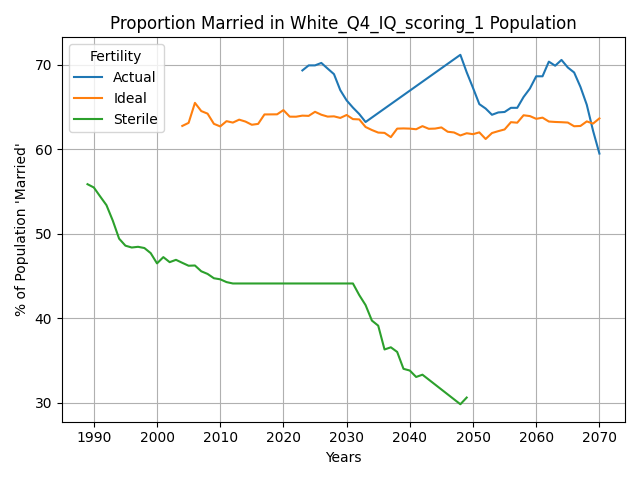 Proportion Married in White_Q4_IQ_scoring_1 Population
Fertility
Actual
Ideal
Sterile
% of Population 'Married'
70
60
50
40
30
1990 2000 2010 2020 2030 2040 2050 2060 2070
Years